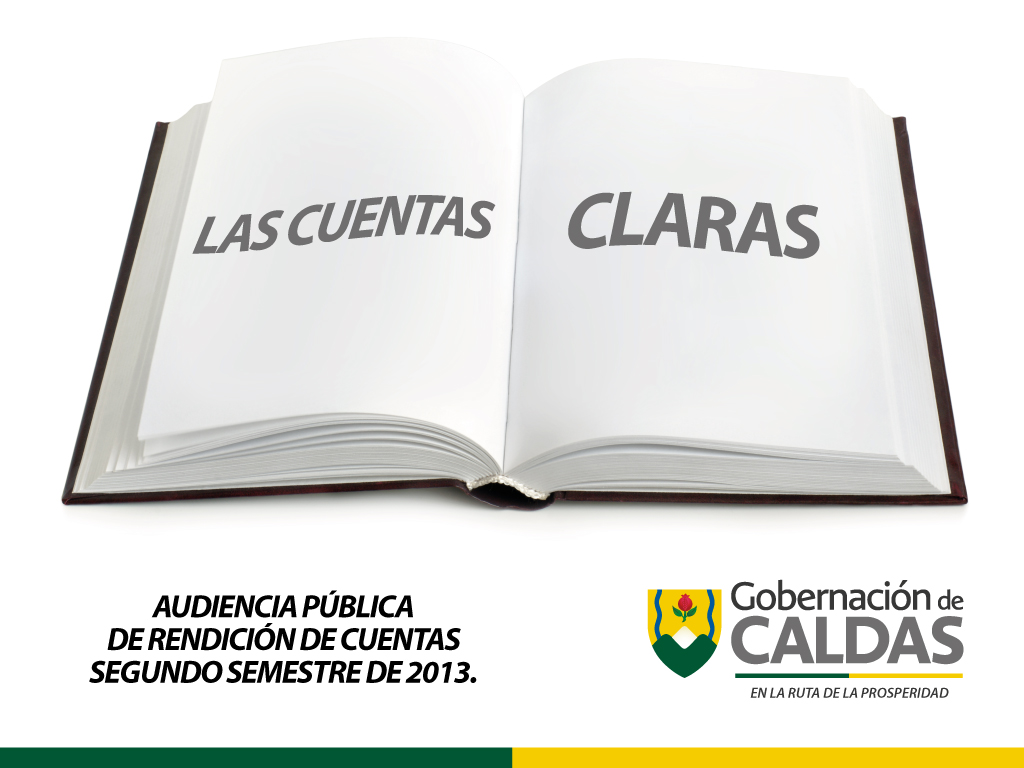 LAS CUENTAS CLARAS
AUDIENCIA PÚBLICA
DE RENDICIÓN DE CUENTAS
SEGUNDO SEMESTRE DE 2013.
Gobernación de
CALDAS
EN LA RUTA DE LA PROSPERIDAD